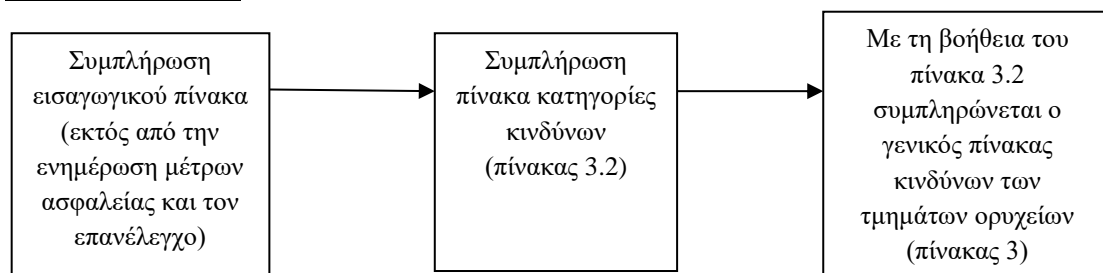 Συμπλήρωση
εισαγωγικού πίνακα
(εκτός από την
ενημέρωση μέτρων
ασφαλείας και τον
επανέλεγχο)
Συμπλήρωση
πίνακα κατηγορίες
κινδύνων
(πίνακας 3.2)
Με τη βοήθεια του
πίνακα 3.2
συμπληρώνεται ο
γενικός πίνακας
κινδύνων των
τμημάτων ορυχείων
(πίνακας 3)